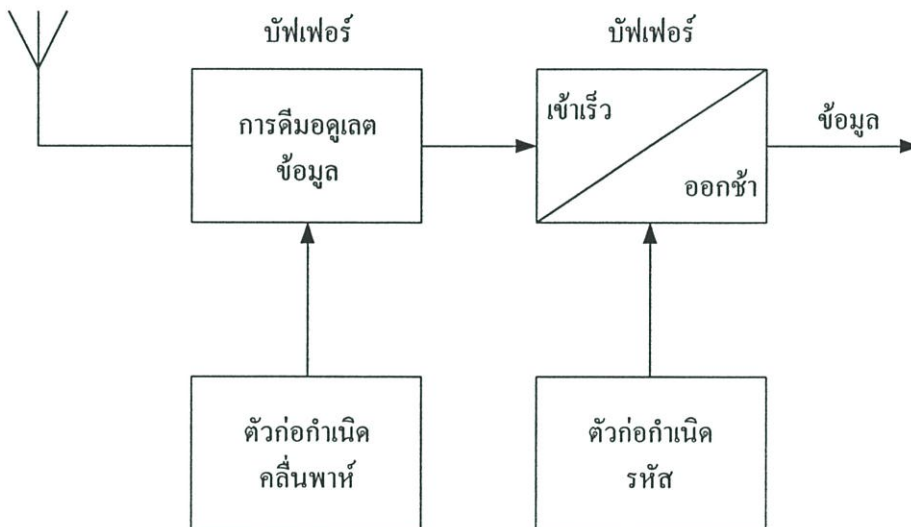 บัฟเฟอร์
บัฟเฟอร์
การดีมอดูเลต
ข้อมูล
เข้าเร็ว
ออกช้า
ข้อมูล
ตัวก่อกำเนิด
คลื่นพาห์
ตัวก่อกำเนิด
รหัส